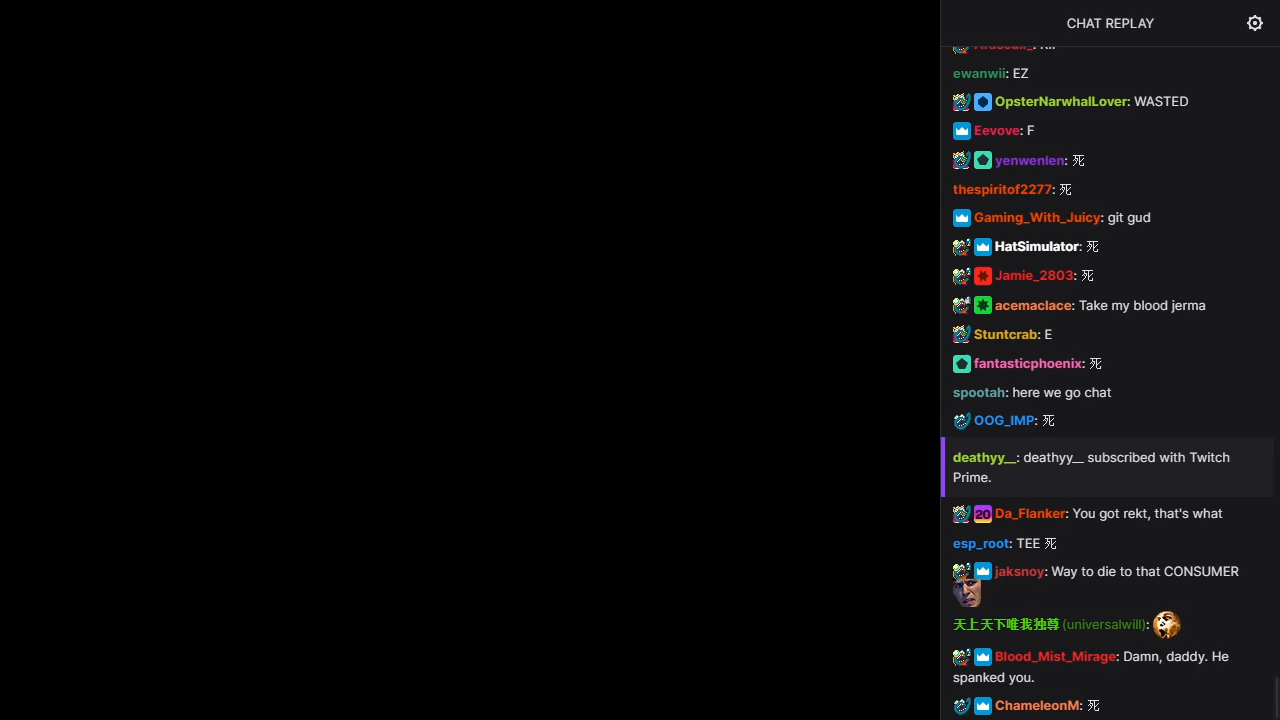 CHAT REPLAY
ewanwii: EZ
OpsterNarwhalLover: WASTED
Eevove: F
yenwenlen: 死
thespiritof2277: 死
Gaming_With_Juicy: git gud
HatSimulator: 死
Jamie_2803: 死
acemaclace: Take my blood jerma
Stuntcrab: E
fantasticphoenix: 死
spootah: here we go chat
OOG_IMP: 死
deathyy__: deathyy__ subscribed with Twitch
Prime.
20 Da_Flanker: You got rekt, that's what
esp_root: TEE 死
jaksnoy: Way to die to that CONSUMER
天上天下唯我独尊 (universalwill):
Blood_Mist_Mirage: Damn, daddy. He
spanked you.
ChameleonM: 死